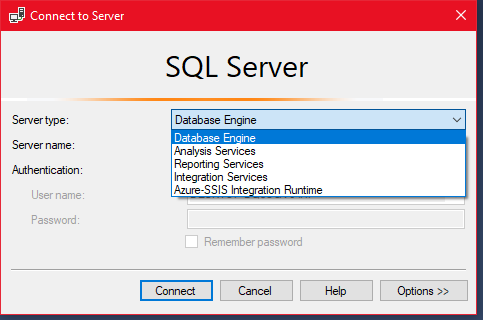 Connect to Server
SQL Server
Server type:
Database Engine
Database Engine
Analysis Services
Reporting Services
Integration Services
Azure-SSIS Integration Runtime
Server name:
Authentication:
User name:
Password:
Remember password
Connect
Cancel
Help
Options >>